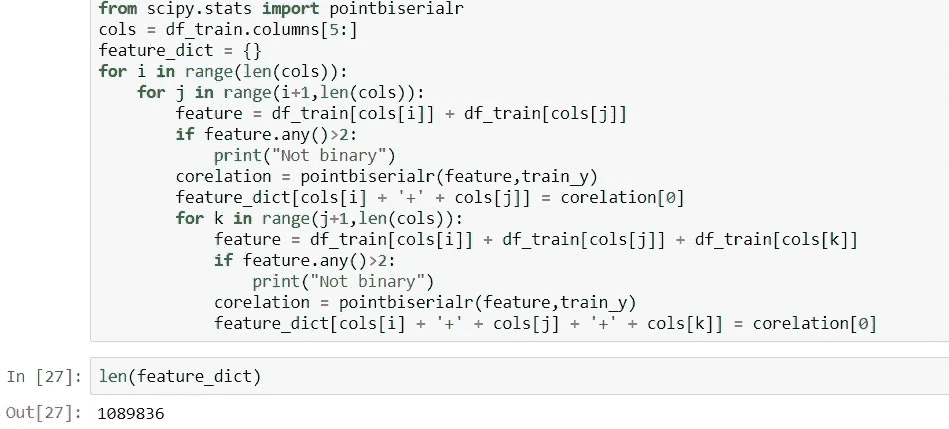 from scipy.stats import pointbiserialr
cols = df_train.columns[5:]
feature_dict = {}
for i in range(len(cols)):
    for j in range(i+1,len(cols)):
        feature = df_train[cols[i]] + df_train[cols[j]]
        if feature.any()>2:
            print("Not binary")
        corelation = pointbiserialr(feature,train_y)
        feature_dict[cols[i] + '+' + cols[j]] = corelation[0]
        for k in range(j+1,len(cols)):
            feature = df_train[cols[i]] + df_train[cols[j]] + df_train[cols[k]]
            if feature.any()>2:
                print("Not binary")
            corelation = pointbiserialr(feature,train_y)
            feature_dict[cols[i] + '+' + cols[j] + '+' + cols[k]] = corelation[0]
In [27]: len(feature_dict)
Out[27]: 1089836